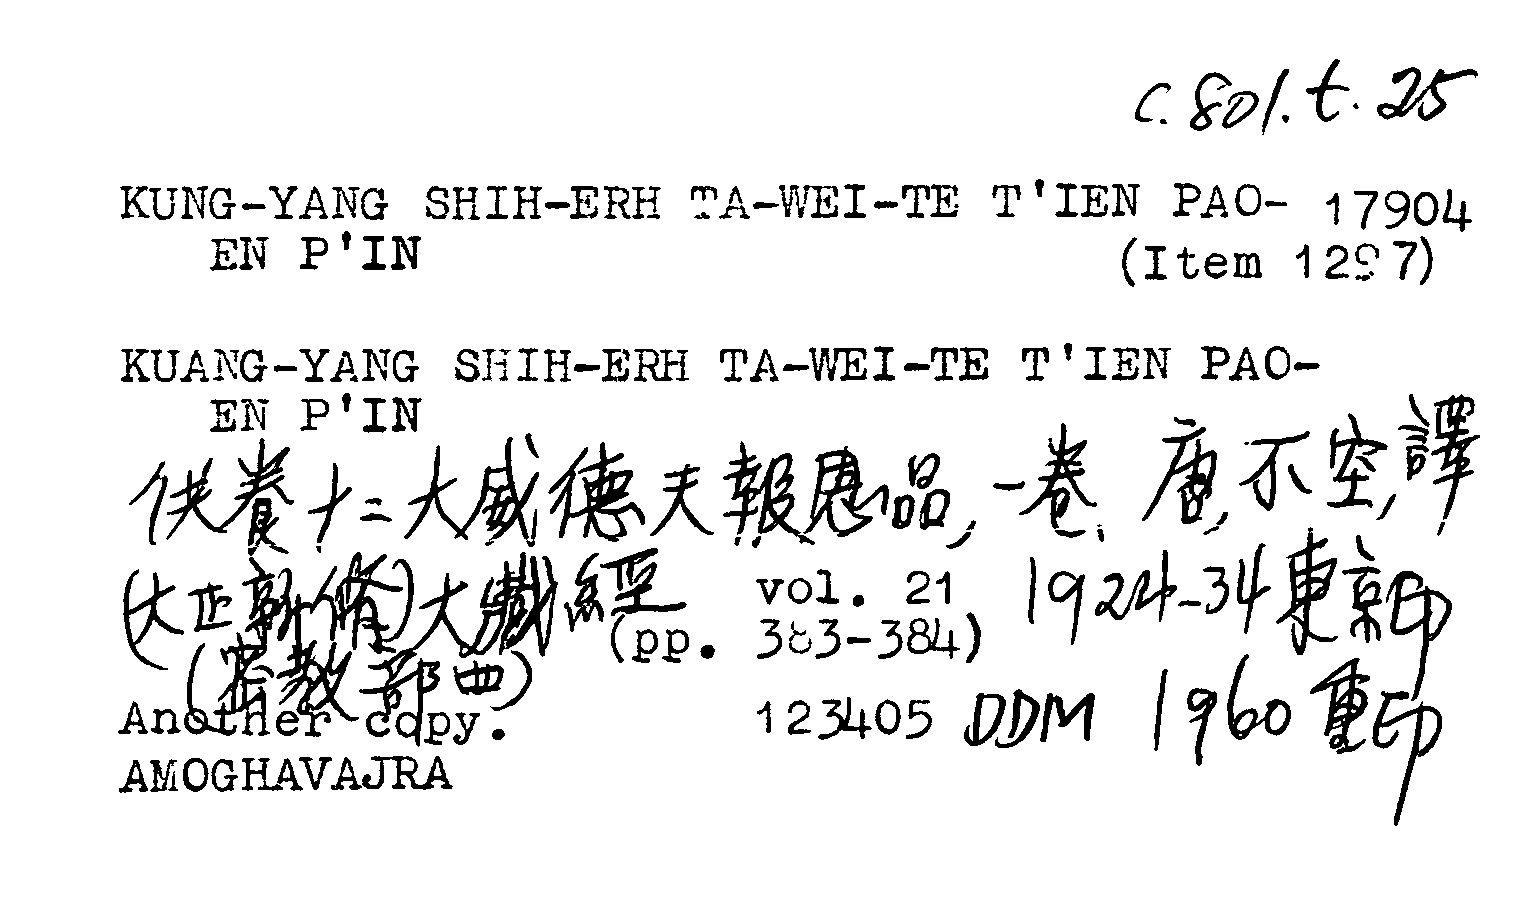 C. 801. t. 25
KUNG-YANG SHIH-ERH TA-WEI-TE T'IEN PAO- 17904
EN P'IN (Item 1297)
KUANG-YANG SHIH-ERH TA-WEI-TE T'IEN PAO-
EN P'IN
供養十二大威德天報恩品, 一卷 唐, 不空, 譯
(大正新脩)大藏經 vol. 21 1924-34 東京印
(密教部四) (pp. 383-384)
Another copy. 123405 DDM 1960 重印
AMOGHAVAJRA